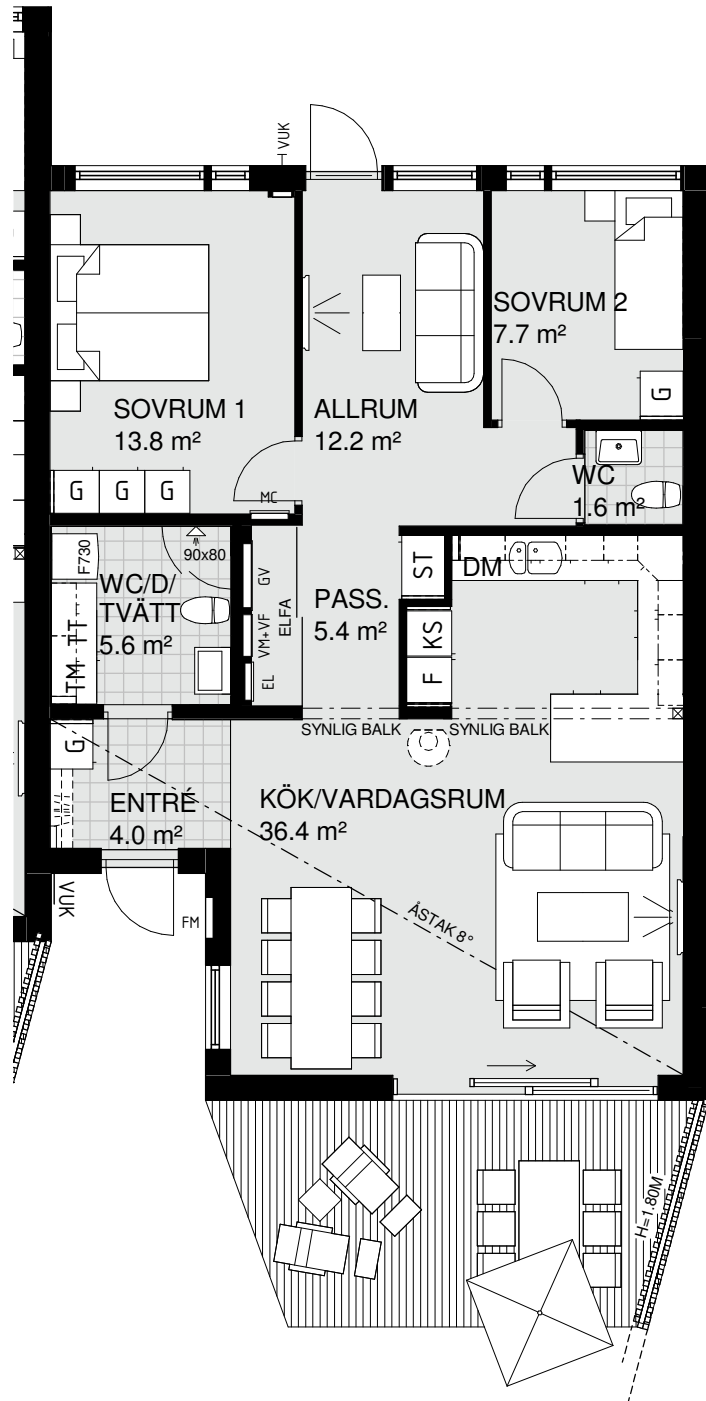 VUK
SOVRUM 2
7.7 m²
SOVRUM 1
13.8 m²
ALLRUM
12.2 m²
G
WC
1.6 m²
G
G
G
MC
90x80
F730
WC/D/
TVÄTT
5.6 m²
TM
TT
GV
VM+VF
EL
ELFA
PASS.
5.4 m²
ST
DM
KS
F
SYNLIG BALK
SYNLIG BALK
G
ENTRÉ
4.0 m²
KÖK/VARDAGSRUM
36.4 m²
VUK
FM
ÅSTAK 8°
H=1.80M